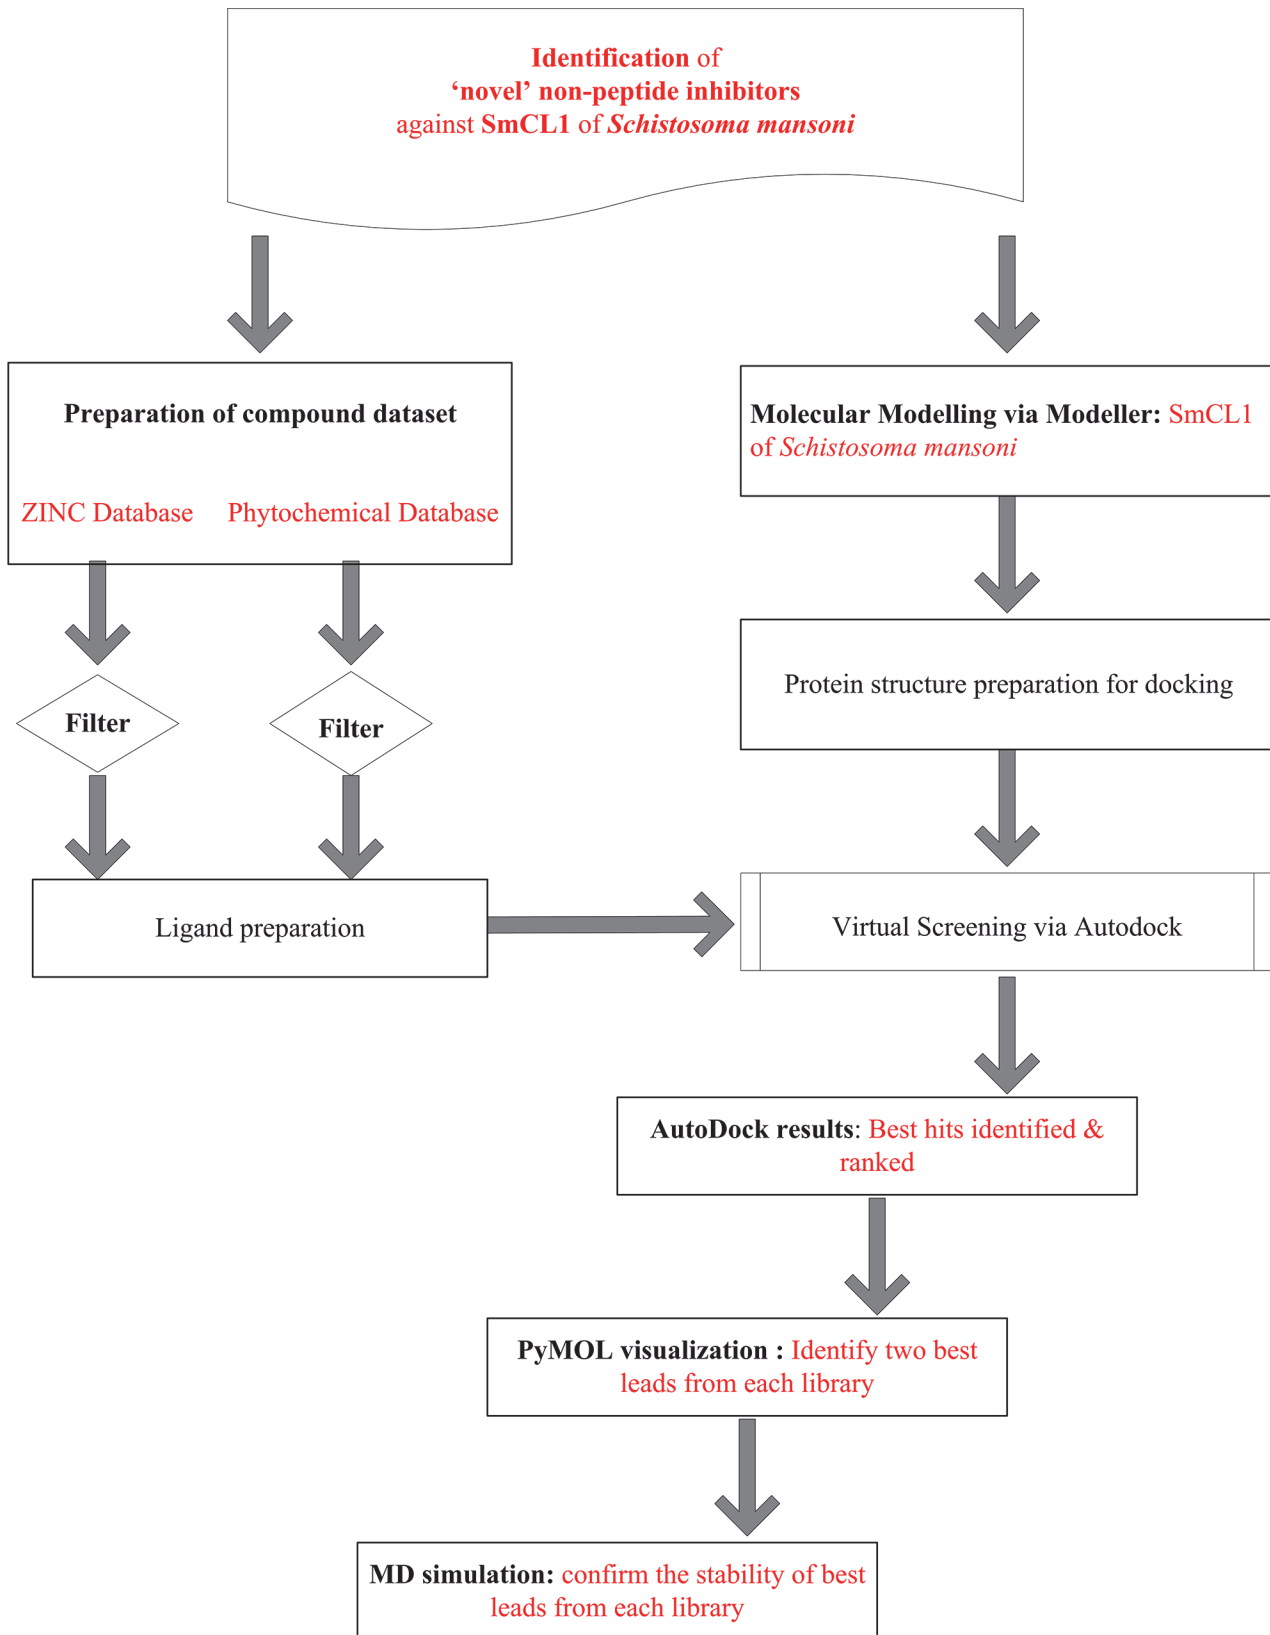 Identification of
‘novel’ non-peptide inhibitors
against SmCL1 of Schistosoma mansoni
Preparation of compound dataset
ZINC Database
Phytochemical Database
Molecular Modelling via Modeller: SmCL1
of Schistosoma mansoni
Filter
Filter
Protein structure preparation for docking
Ligand preparation
Virtual Screening via Autodock
AutoDock results: Best hits identified &
ranked
PyMOL visualization : Identify two best
leads from each library
MD simulation: confirm the stability of best
leads from each library